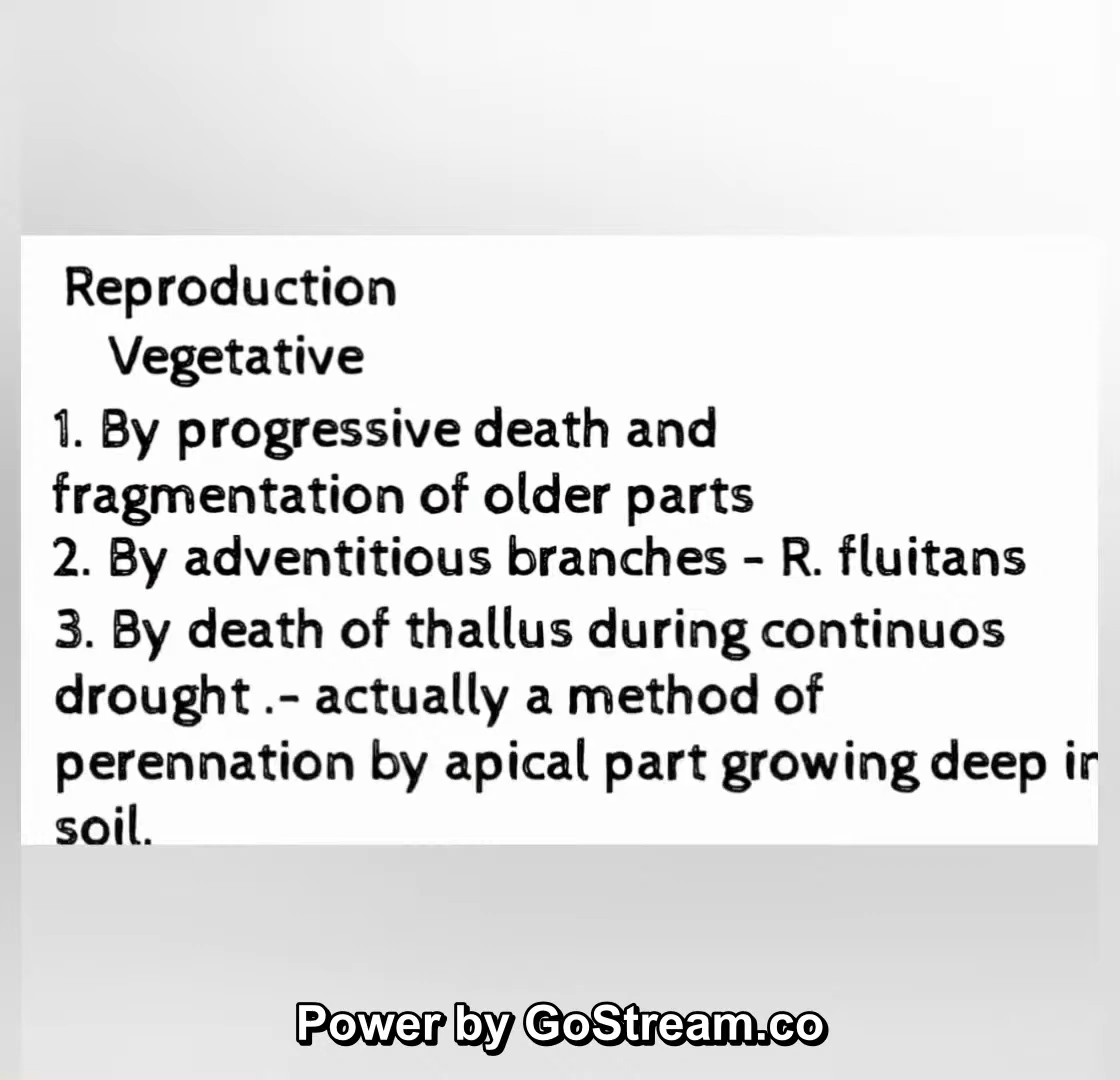 Reproduction
Vegetative
1. By progressive death and
fragmentation of older parts
2. By adventitious branches - R. fluitans
3. By death of thallus during continuos
drought .- actually a method of
perennation by apical part growing deep in
soil.
Power by GoStream.co